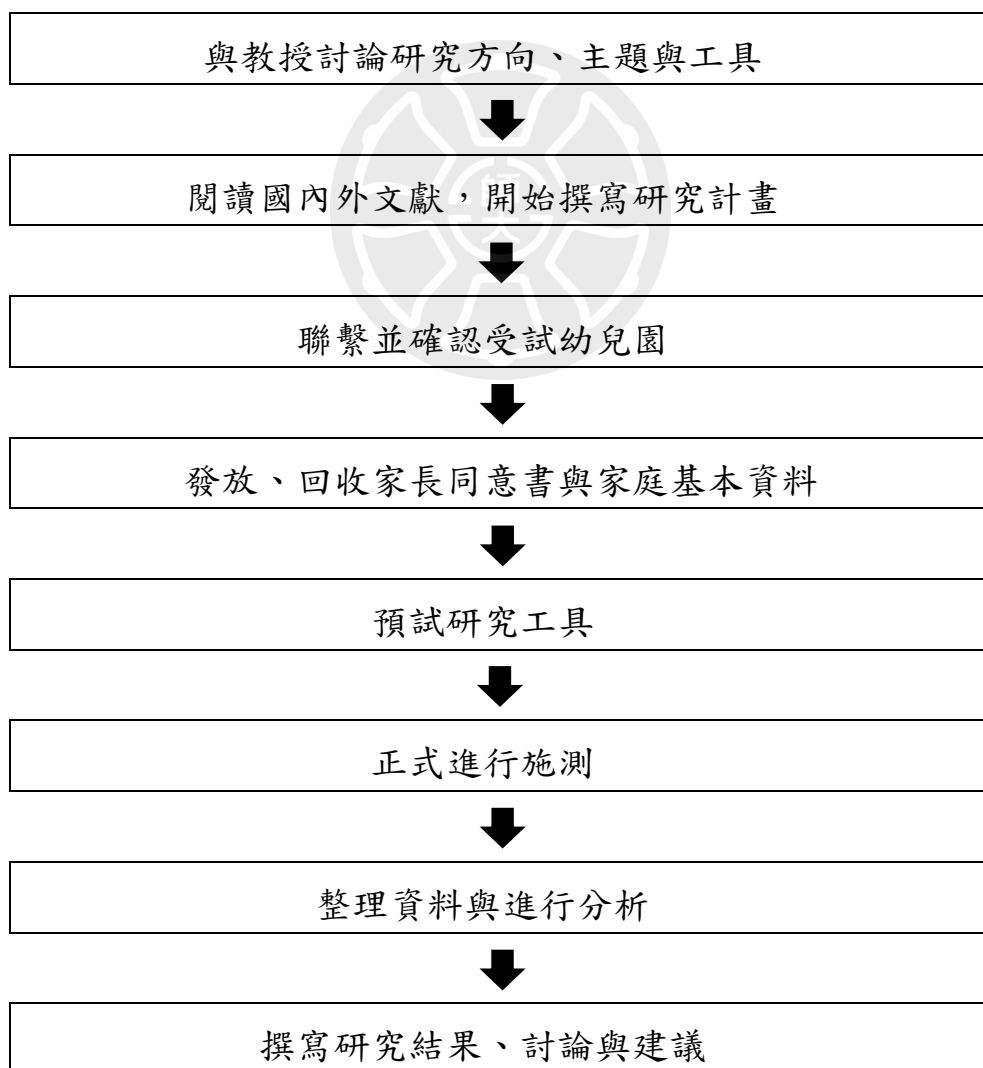 與教授討論研究方向、主題與工具
閱讀國內外文獻，開始撰寫研究計畫
師大
聯繫並確認受試幼兒園
發放、回收家長同意書與家庭基本資料
預試研究工具
正式進行施測
整理資料與進行分析
撰寫研究結果、討論與建議